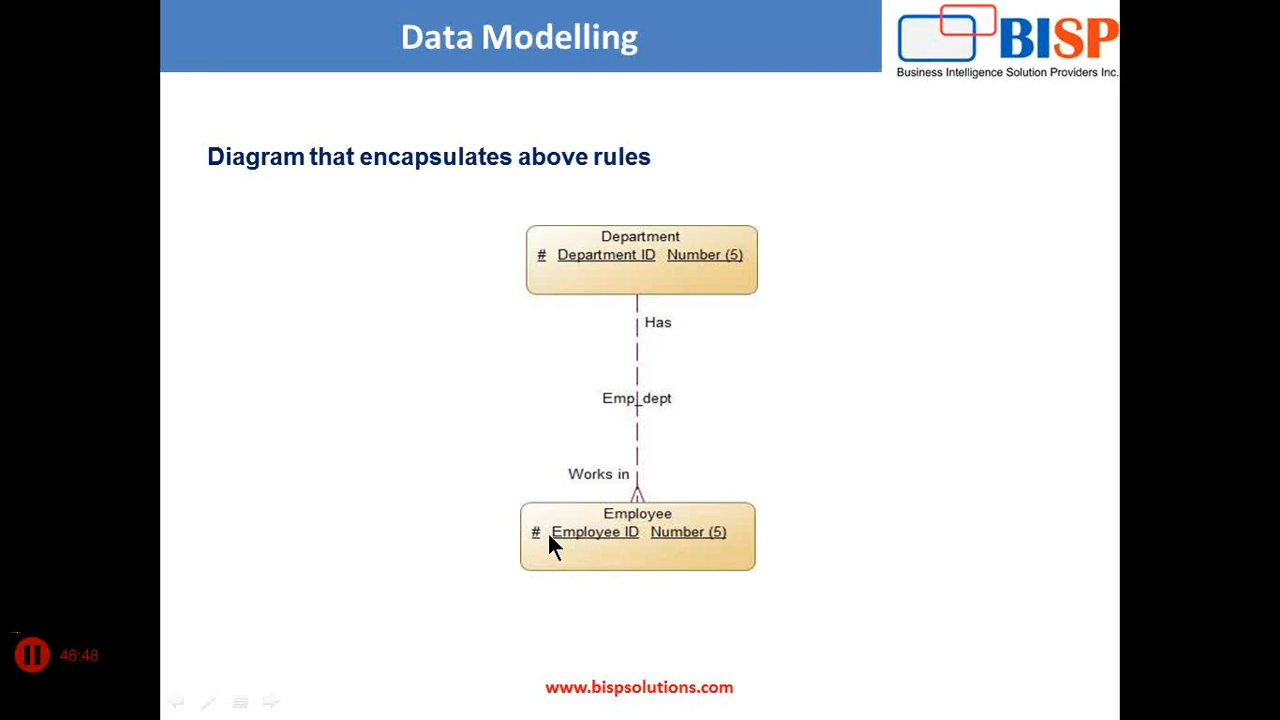 Data Modelling
BISP
Business Intelligence Solution Providers Inc.
Diagram that encapsulates above rules
Department
# Department ID Number (5)
Has
Emp_dept
Works in
Employee
# Employee ID Number (5)
46:48
www.bispsolutions.com